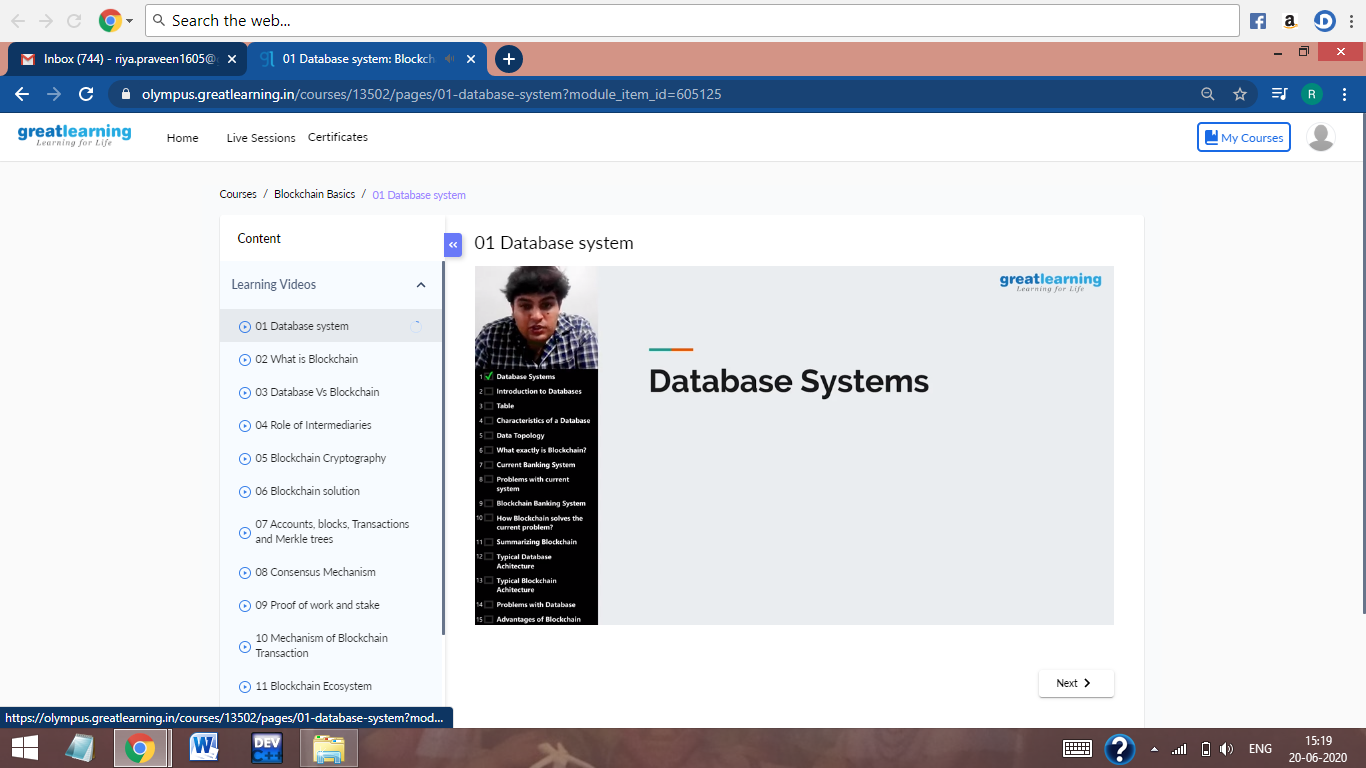 Search the web...
Inbox (744) - riya.praveen1605@
01 Database system: Blockch
olympus.greatlearning.in/courses/13502/pages/01-database-system?module_item_id=605125
R
greatlearning
Learning for Life
Home
Live Sessions
Certificates
My Courses
Courses / Blockchain Basics / 01 Database system
Content
Learning Videos
01 Database system
02 What is Blockchain
03 Database Vs Blockchain
04 Role of Intermediaries
05 Blockchain Cryptography
06 Blockchain solution
07 Accounts, blocks, Transactions
and Merkle trees
08 Consensus Mechanism
09 Proof of work and stake
10 Mechanism of Blockchain
Transaction
11 Blockchain Ecosystem
01 Database system
greatlearning
Learning for Life
Database Systems
1 Database Systems
2 Introduction to Databases
3 Table
4 Characteristics of a Database
5 Data Topology
6 What exactly is Blockchain?
7 Current Banking System
8 Problems with current
system
9 Blockchain Banking System
10 How Blockchain solves the
current problem?
11 Summarizing Blockchain
12 Typical Database
Achitecture
13 Typical Blockchain
Achitecture
14 Problems with Database
15 Advantages of Blockchain
Next
https://olympus.greatlearning.in/courses/13502/pages/01-database-system?mod...
DEV
C++
ENG
15:19
20-06-2020